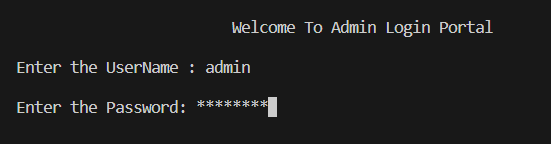 Welcome To Admin Login Portal
Enter the UserName : admin
Enter the Password: ********